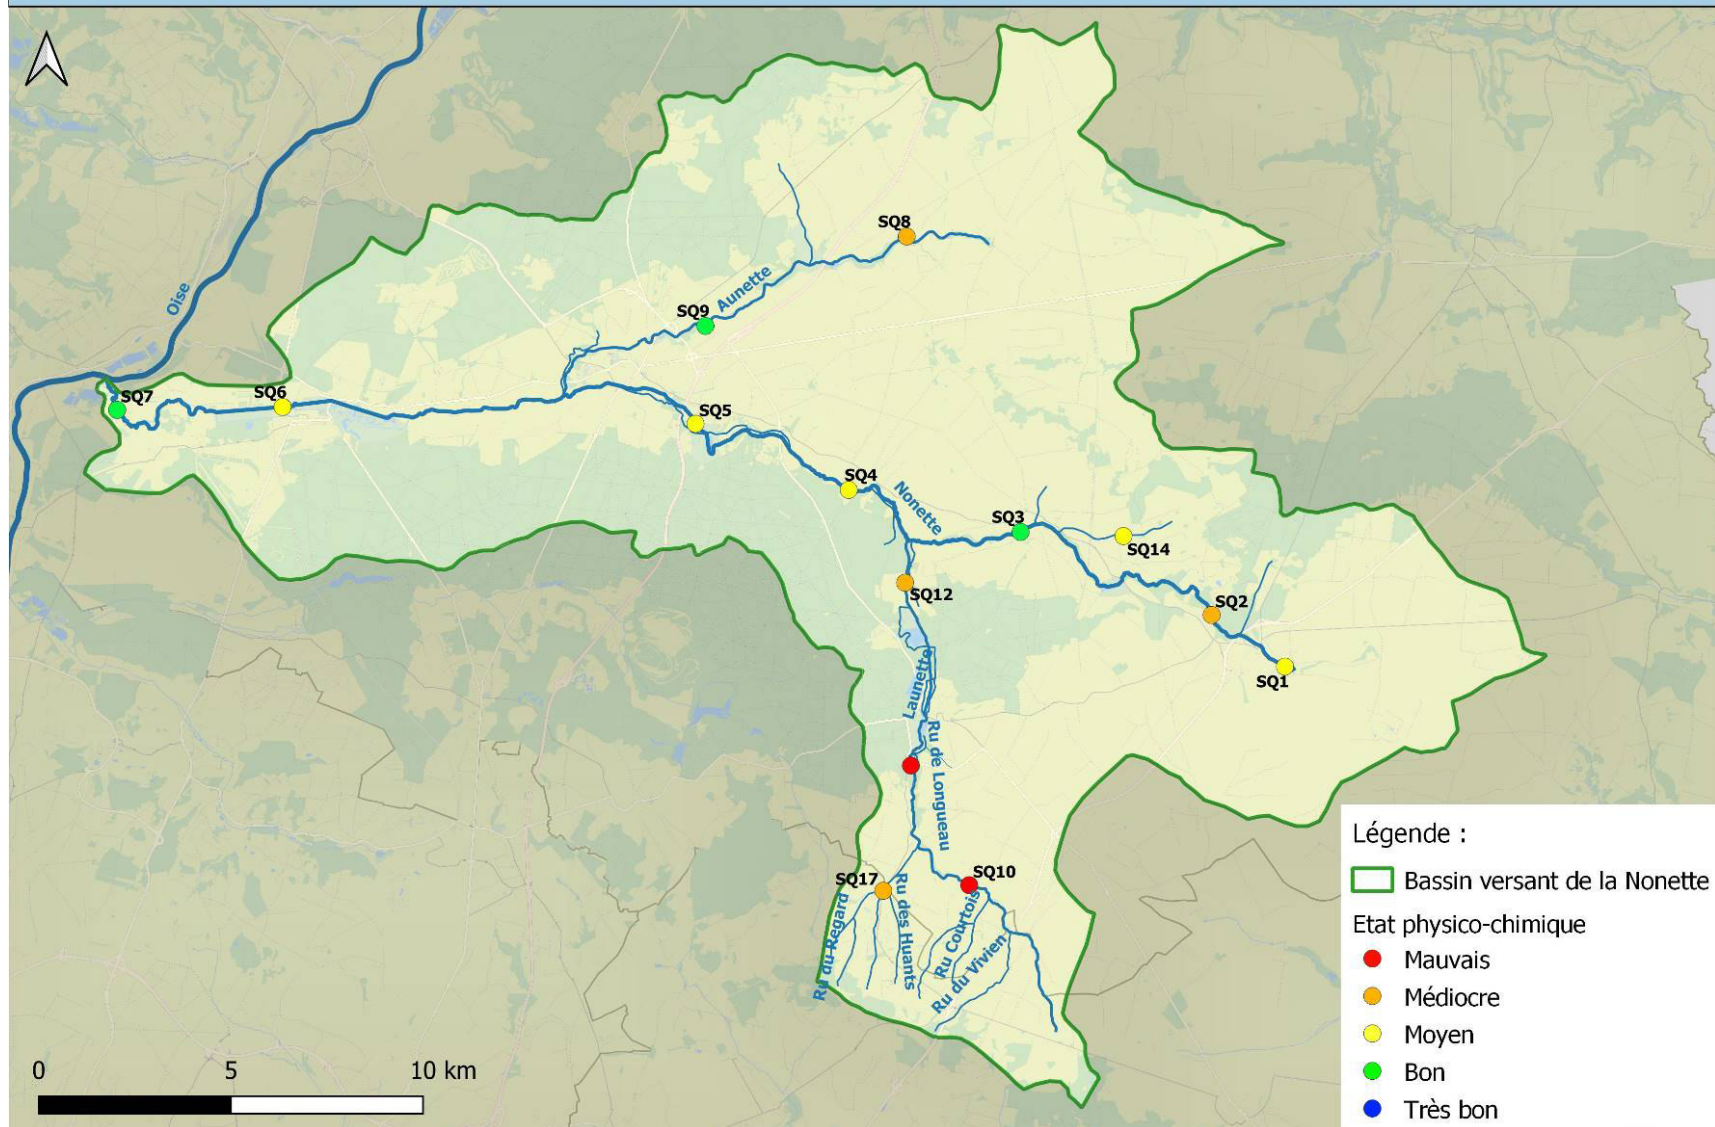 SQ8
Aunette
SQ9
Oise
SQ7
SQ6
SQ5
SQ4
Nonette
SQ3
SQ14
SQ12
SQ2
SQ1
Launette
Ru de Longueau
SQ17
SQ10
Ru du Regard
Ru des Huants
Ru Courtois
Ru du Vivien
Légende :
Bassin versant de la Nonette
Etat physico-chimique
Mauvais
Médiocre
Moyen
Bon
Très bon
0 5 10 km